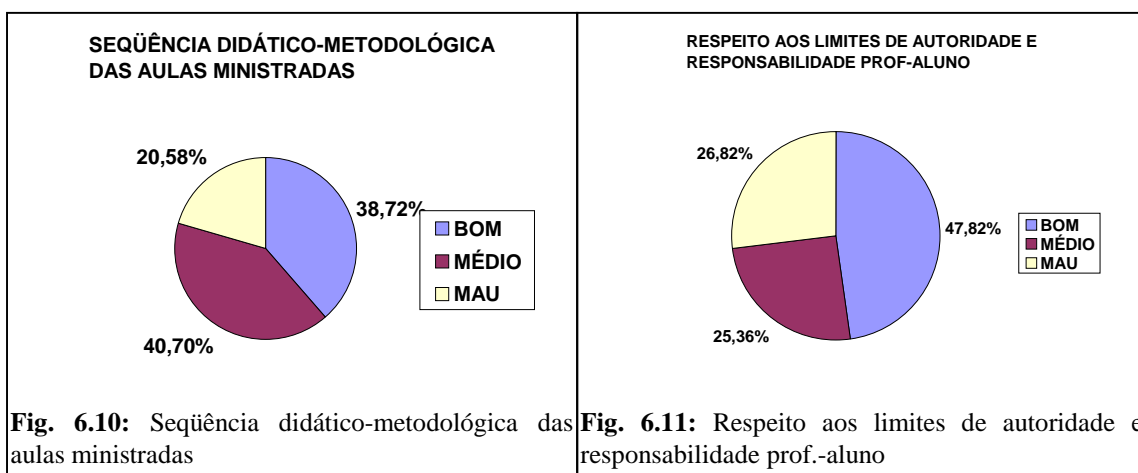 SEQÜÊNCIA DIDÁTICO-METODOLÓGICA
DAS AULAS MINISTRADAS
20,58%
38,72%
40,70%
BOM
MÉDIO
MAU
Fig. 6.10: Seqüência didático-metodológica das
aulas ministradas
RESPEITO AOS LIMITES DE AUTORIDADE E
RESPONSABILIDADE PROF-ALUNO
26,82%
47,82%
25,36%
BOM
MÉDIO
MAU
Fig. 6.11: Respeito aos limites de autoridade e
responsabilidade prof.-aluno